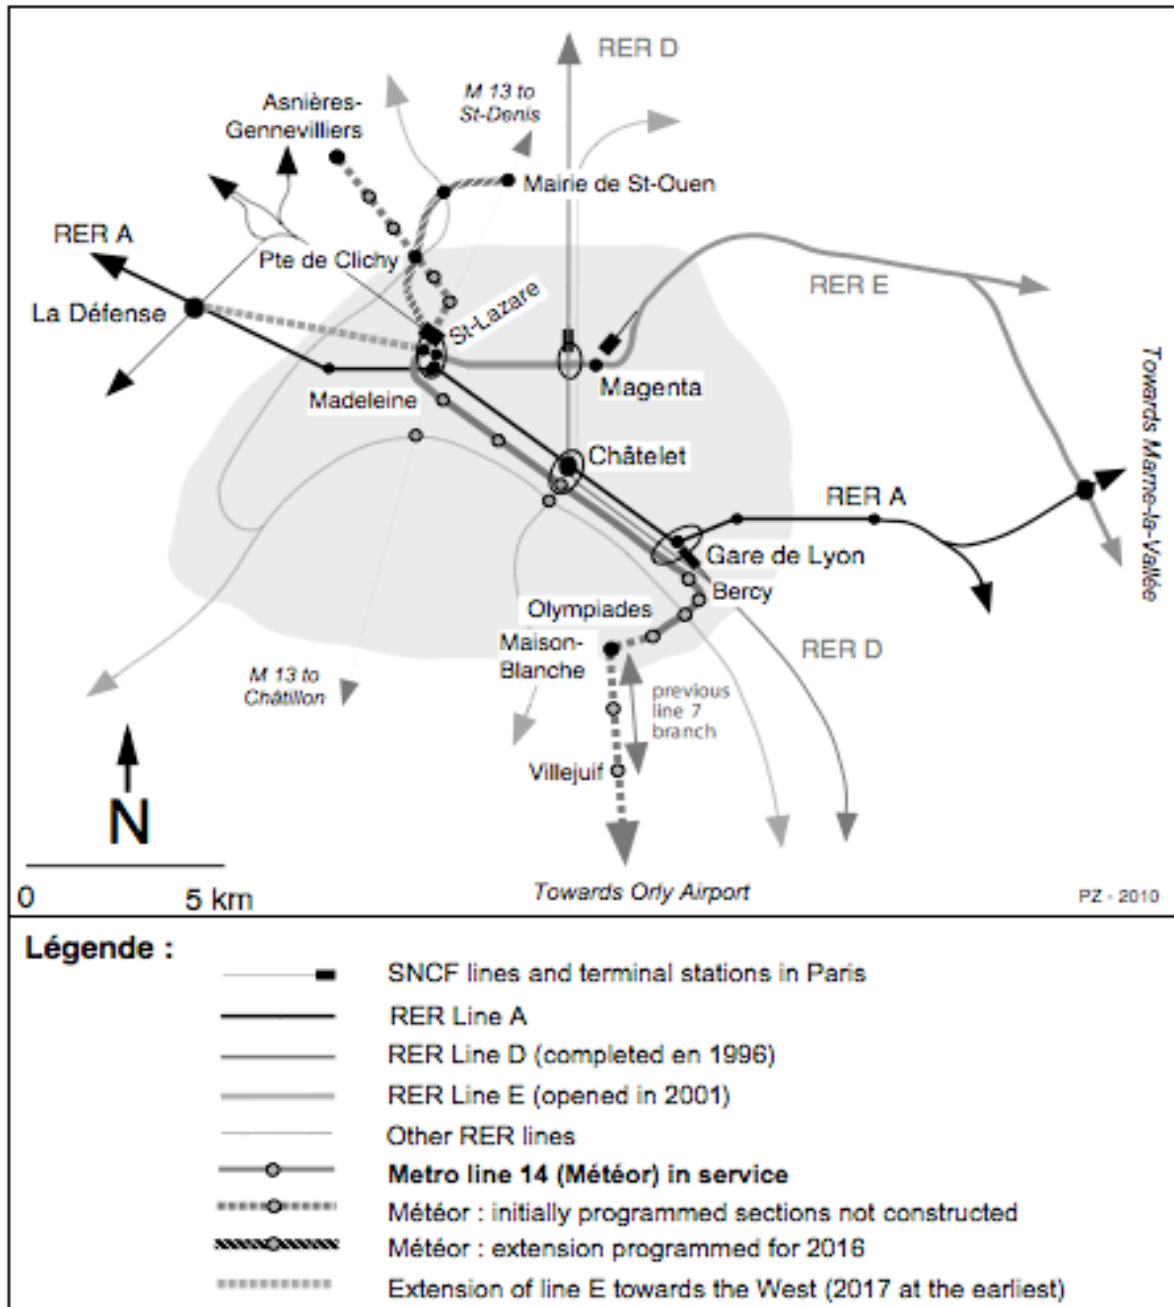 RER D
M 13 to
St-Denis
Asnières-
Gennevilliers
Mairie de St-Ouen
RER A
Pte de Clichy
RER E
La Défense
St-Lazare
Magenta
Madeleine
Towards Marne-la-Vallée
Châtelet
RER A
Gare de Lyon
Bercy
Olympiades
Maison-
Blanche
RER D
M 13 to
Châtillon
previous
line 7
branch
Villejuif
N
0 5 km
Towards Orly Airport
PZ - 2010
Légende :
SNCF lines and terminal stations in Paris
RER Line A
RER Line D (completed en 1996)
RER Line E (opened in 2001)
Other RER lines
Metro line 14 (Météor) in service
Météor : initially programmed sections not constructed
Météor : extension programmed for 2016
Extension of line E towards the West (2017 at the earliest)